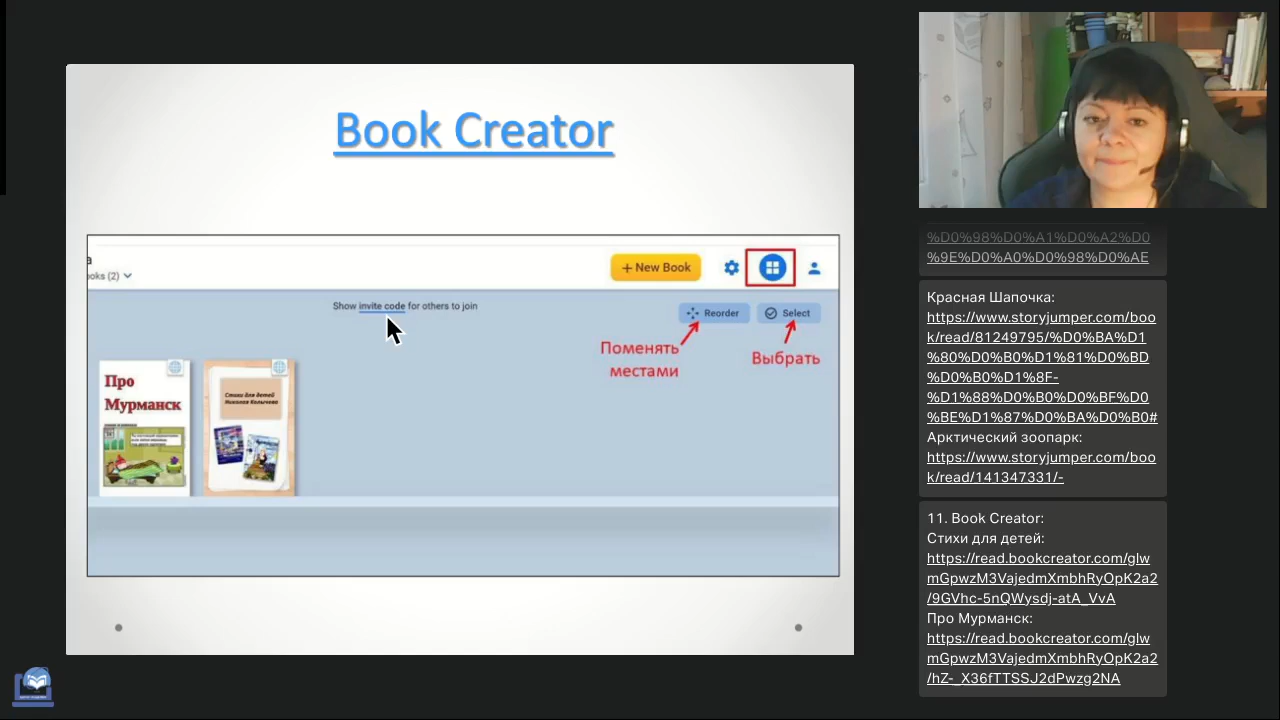 Book Creator
ooks (2)
+ New Book
Show invite code for others to join
Reorder
Select
Поменять
местами
Выбрать
Про
Мурманск
Стихи для детей
Николая Колычева
%D0%98%D0%A1%D0%A2%D0
%9E%D0%A0%D0%98%D0%AE
Красная Шапочка:
https://www.storyjumper.com/boo
k/read/81249795/%D0%BA%D1
%80%D0%B0%D1%81%D0%BD
%D0%B0%D1%8F-
%D1%88%D0%B0%D0%BF%D0
%BE%D1%87%D0%BA%D0%B0#
Арктический зоопарк:
https://www.storyjumper.com/boo
k/read/141347331/-
11. Book Creator:
Стихи для детей:
https://read.bookcreator.com/glw
mGpwzM3VajedmXmbhRyOpK2a2
/9GVhc-5nQWysdj-atA_VvA
Про Мурманск:
https://read.bookcreator.com/glw
mGpwzM3VajedmXmbhRyOpK2a2
/hZ-_X36fTTSSJ2dPwzg2NA